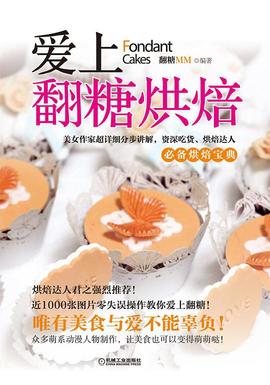 爱上
Fondant
Cakes
翻糖MM ◎ 编著
翻糖烘焙
美女作家超详细分步讲解，资深吃货、烘焙达人
必备烘焙宝典
烘焙达人君之强烈推荐！
近1000张图片零失误操作教你爱上翻糖！
唯有美食与爱不能辜负！
众多萌系动漫人物制作，让美食也可以变得萌萌哒！
机械工业出版社
CHINA MACHINE PRESS